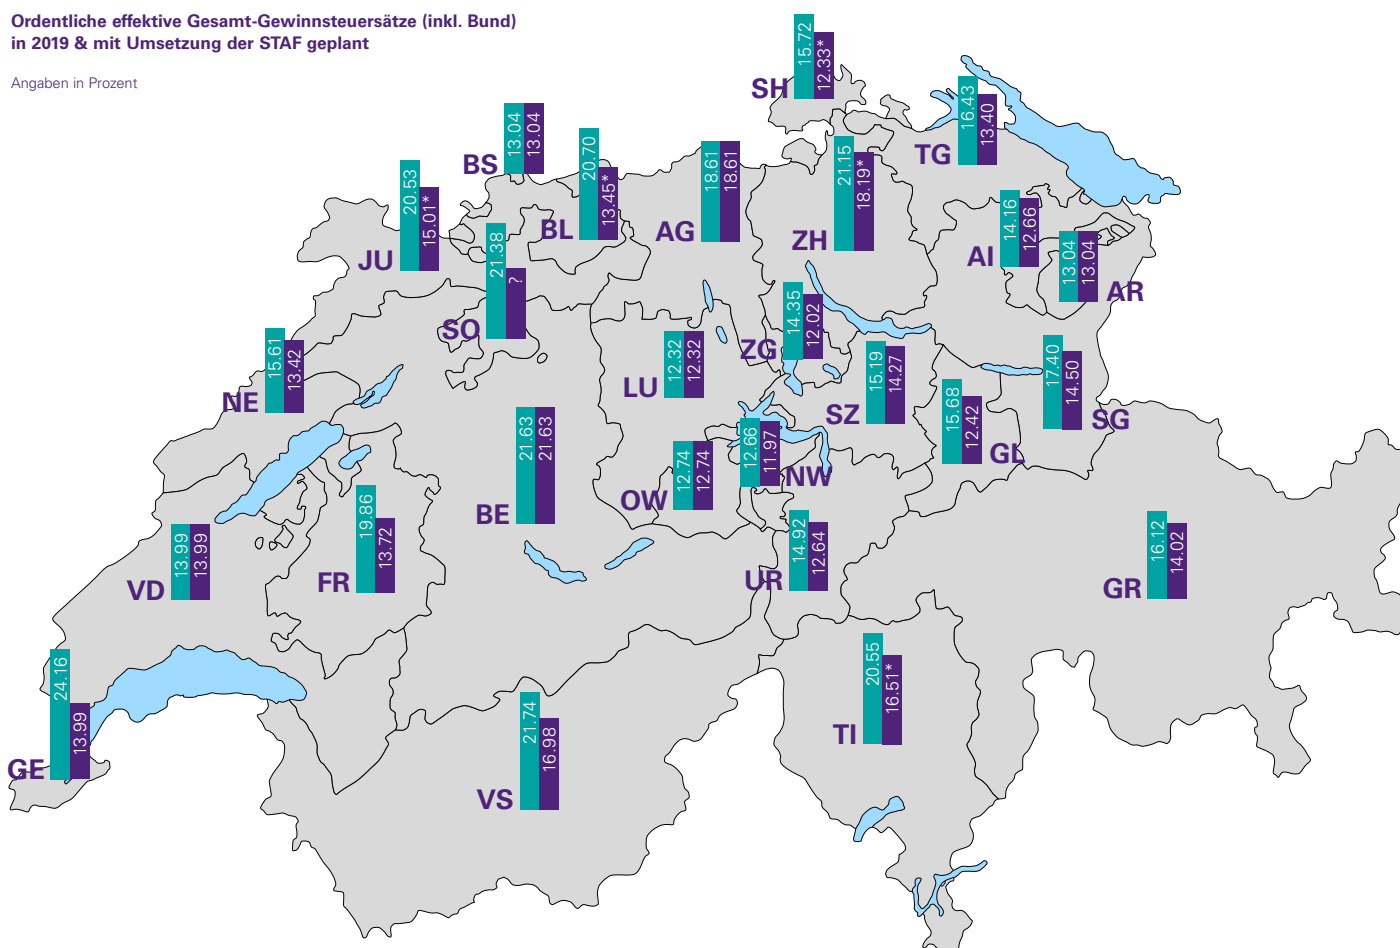 Ordentliche effektive Gesamt-Gewinnsteuersätze (inkl. Bund)
in 2019 & mit Umsetzung der STAF geplant
Angaben in Prozent
SH
15.72
12.33*
TG
16.43
13.40
BS
13.04
13.04
BL
20.70
13.45*
AG
18.61
18.61
ZH
21.15
18.19*
JU
20.53
15.01*
SO
21.38
?
AI
14.16
12.66
AR
13.04
13.04
ZG
14.35
12.02
NE
15.61
13.42
LU
12.32
12.32
SZ
15.19
14.27
GL
15.68
12.42
SG
17.40
14.50
BE
21.63
21.63
OW
12.74
12.74
NW
12.66
11.97
VD
13.99
13.99
FR
19.86
13.72
UR
14.92
12.64
GR
16.12
14.02
GE
24.16
13.99
VS
21.74
16.98
TI
20.55
16.51*